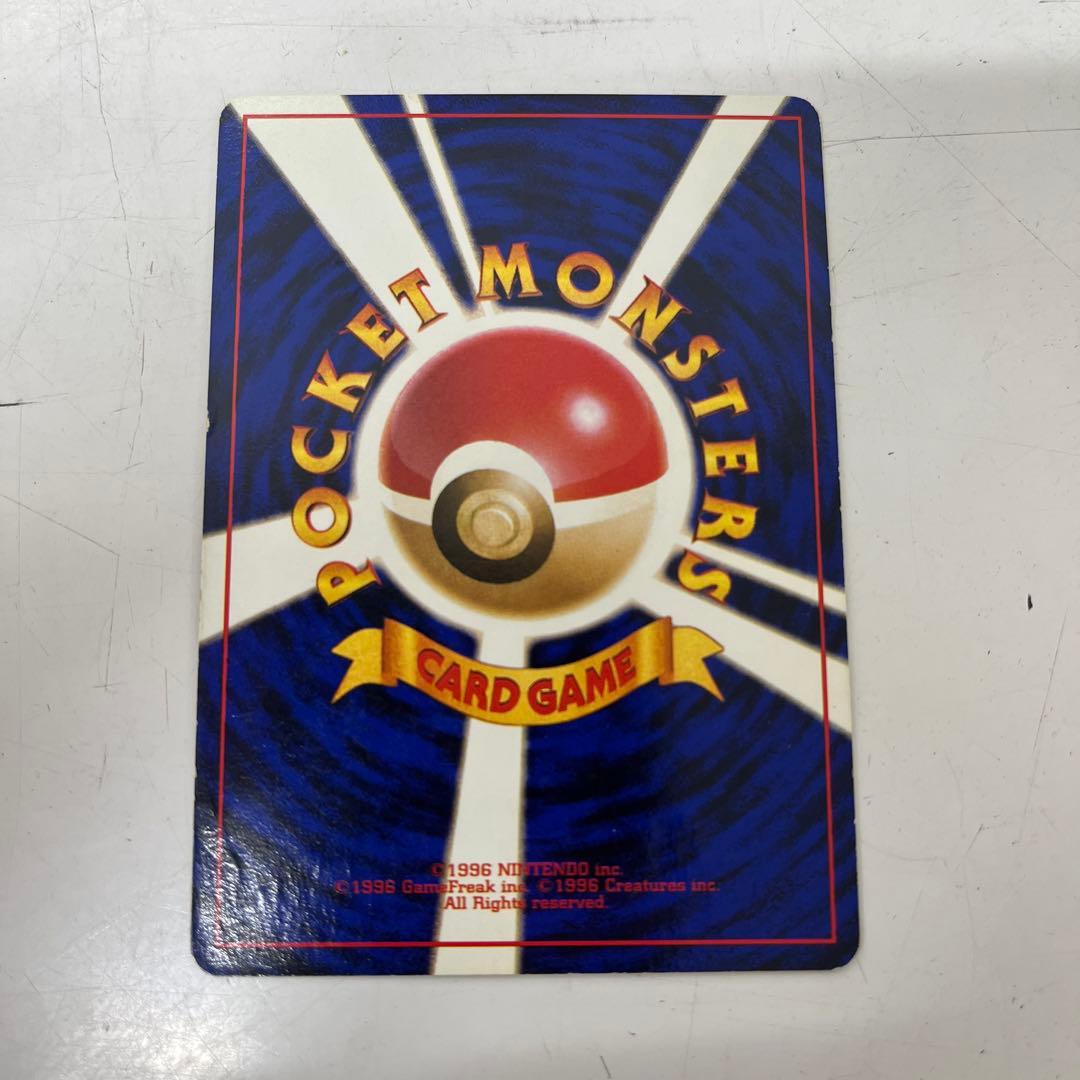 POCKET MONSTERS
CARD GAME
©1996 NINTENDO inc.
©1996 GameFreak inc. ©1996 Creatures inc.
All Rights reserved.